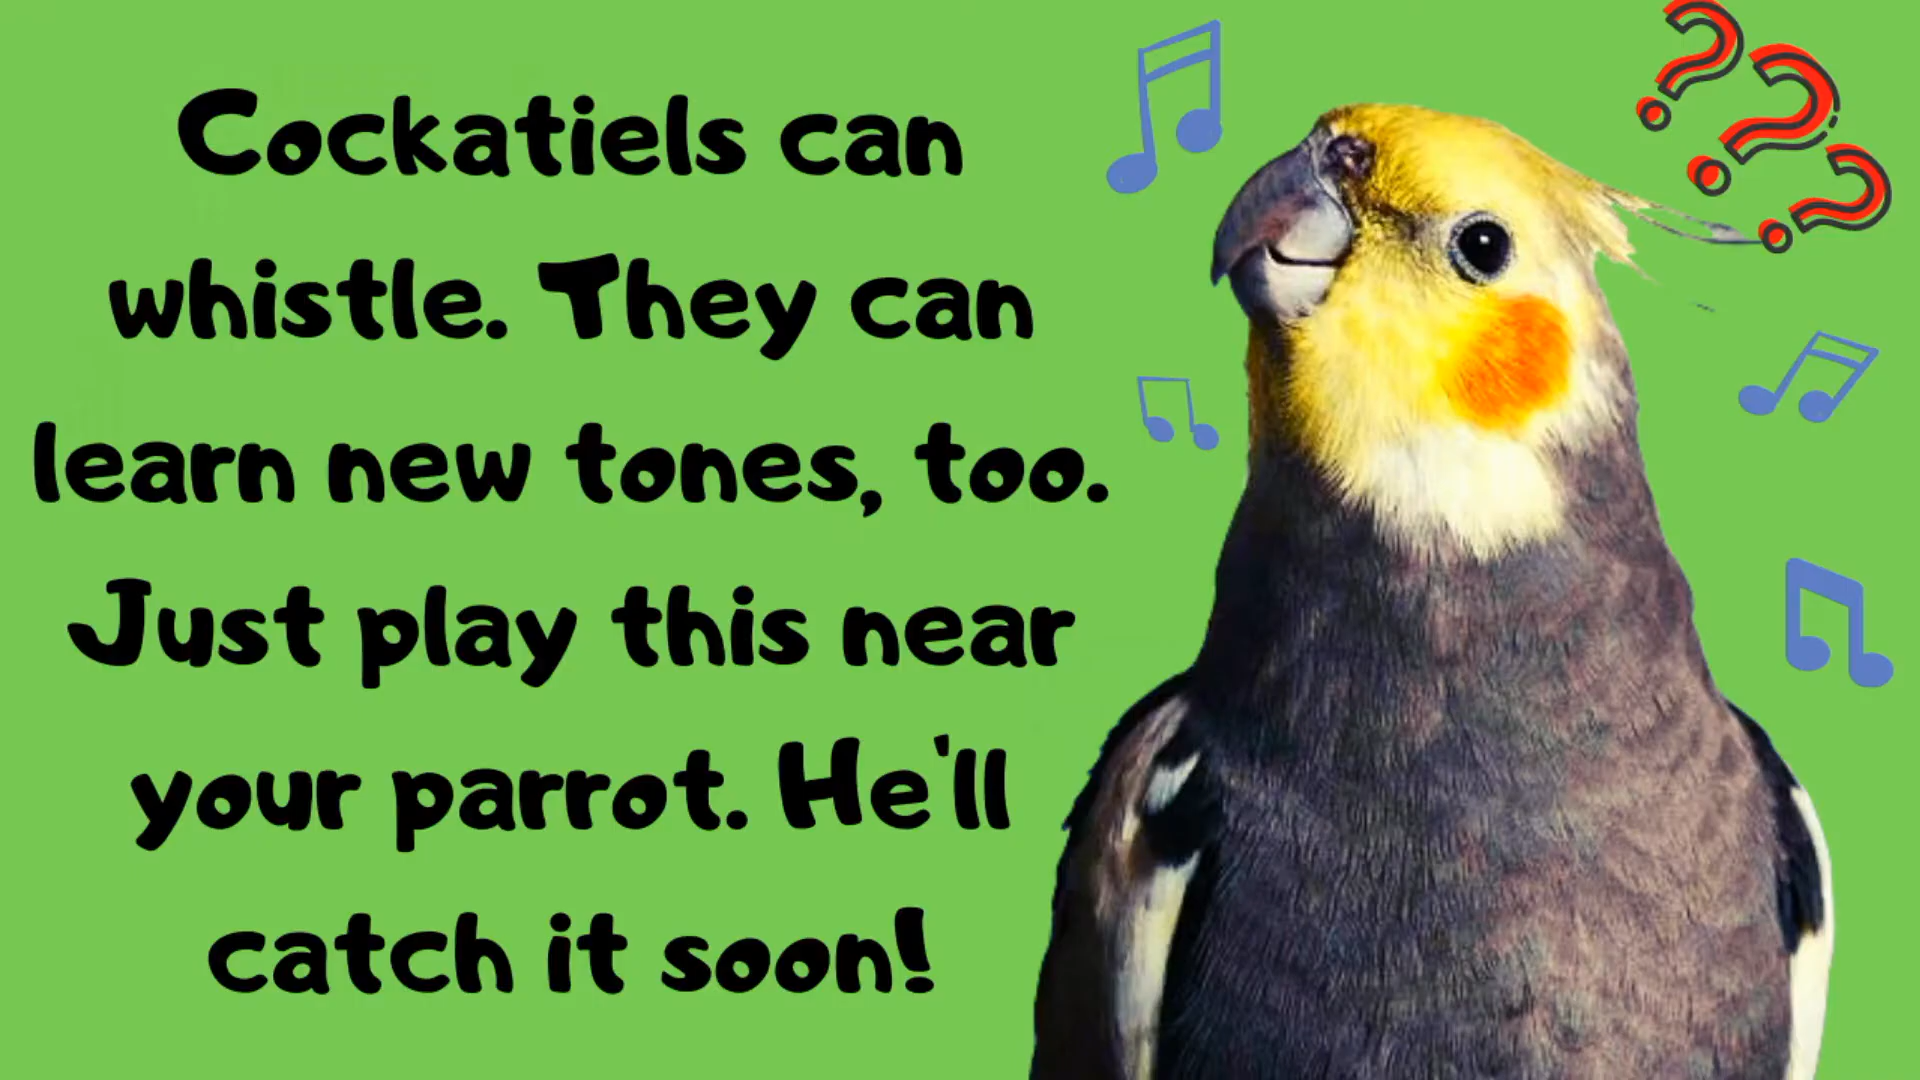 Cockatiels can
whistle. They can
learn new tones, too.
Just play this near
your parrot. He'll
catch it soon!